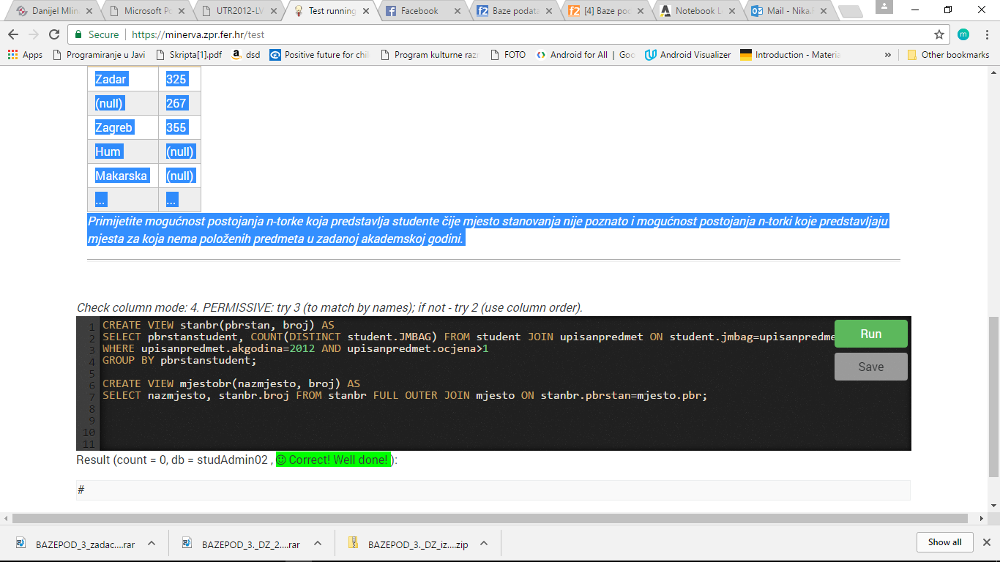 Danijel Mlin
Microsoft Po
UTR2012-LV
Test running
Facebook
Baze podata
[4] Baze poc
Notebook L
Mail - Nika.
Secure
https://minerva.zpr.fer.hr/test
m
Apps
Programiranje u Javi
Skripta[1].pdf
dsd
Positive future for chil
Program kulturne raz
FOTO
Android for All | Goo
Android Visualizer
Introduction - Materia
»
Other bookmarks
Zadar 325
(null) 267
Zagreb 355
Hum (null)
Makarska (null)
... ...
Primijetite mogućnost postojanja n-torke koja predstavlja studente čije mjesto stanovanja nije poznato i mogućnost postojanja n-torki koje predstavljaju
mjesta za koja nema položenih predmeta u zadanoj akademskoj godini.
Check column mode: 4. PERMISSIVE: try 3 (to match by names); if not - try 2 (use column order).
1 CREATE VIEW stanbr(pbrstan, broj) AS
2 SELECT pbrstanstudent, COUNT(DISTINCT student.JMBAG) FROM student JOIN upisanpredmet ON student.jmbag=upisanpredme
3 WHERE upisanpredmet.akgodina=2012 AND upisanpredmet.ocjena>1
4 GROUP BY pbrstanstudent;
5
6 CREATE VIEW mjestobr(nazmjesto, broj) AS
7 SELECT nazmjesto, stanbr.broj FROM stanbr FULL OUTER JOIN mjesto ON stanbr.pbrstan=mjesto.pbr;
8
9
10
11
Run
Save
Result (count = 0, db = studAdmin02 , Correct! Well done! ):
#
BAZEPOD_3_zadac....rar
BAZEPOD_3._DZ_2....rar
BAZEPOD_3._DZ_iz....zip
Show all